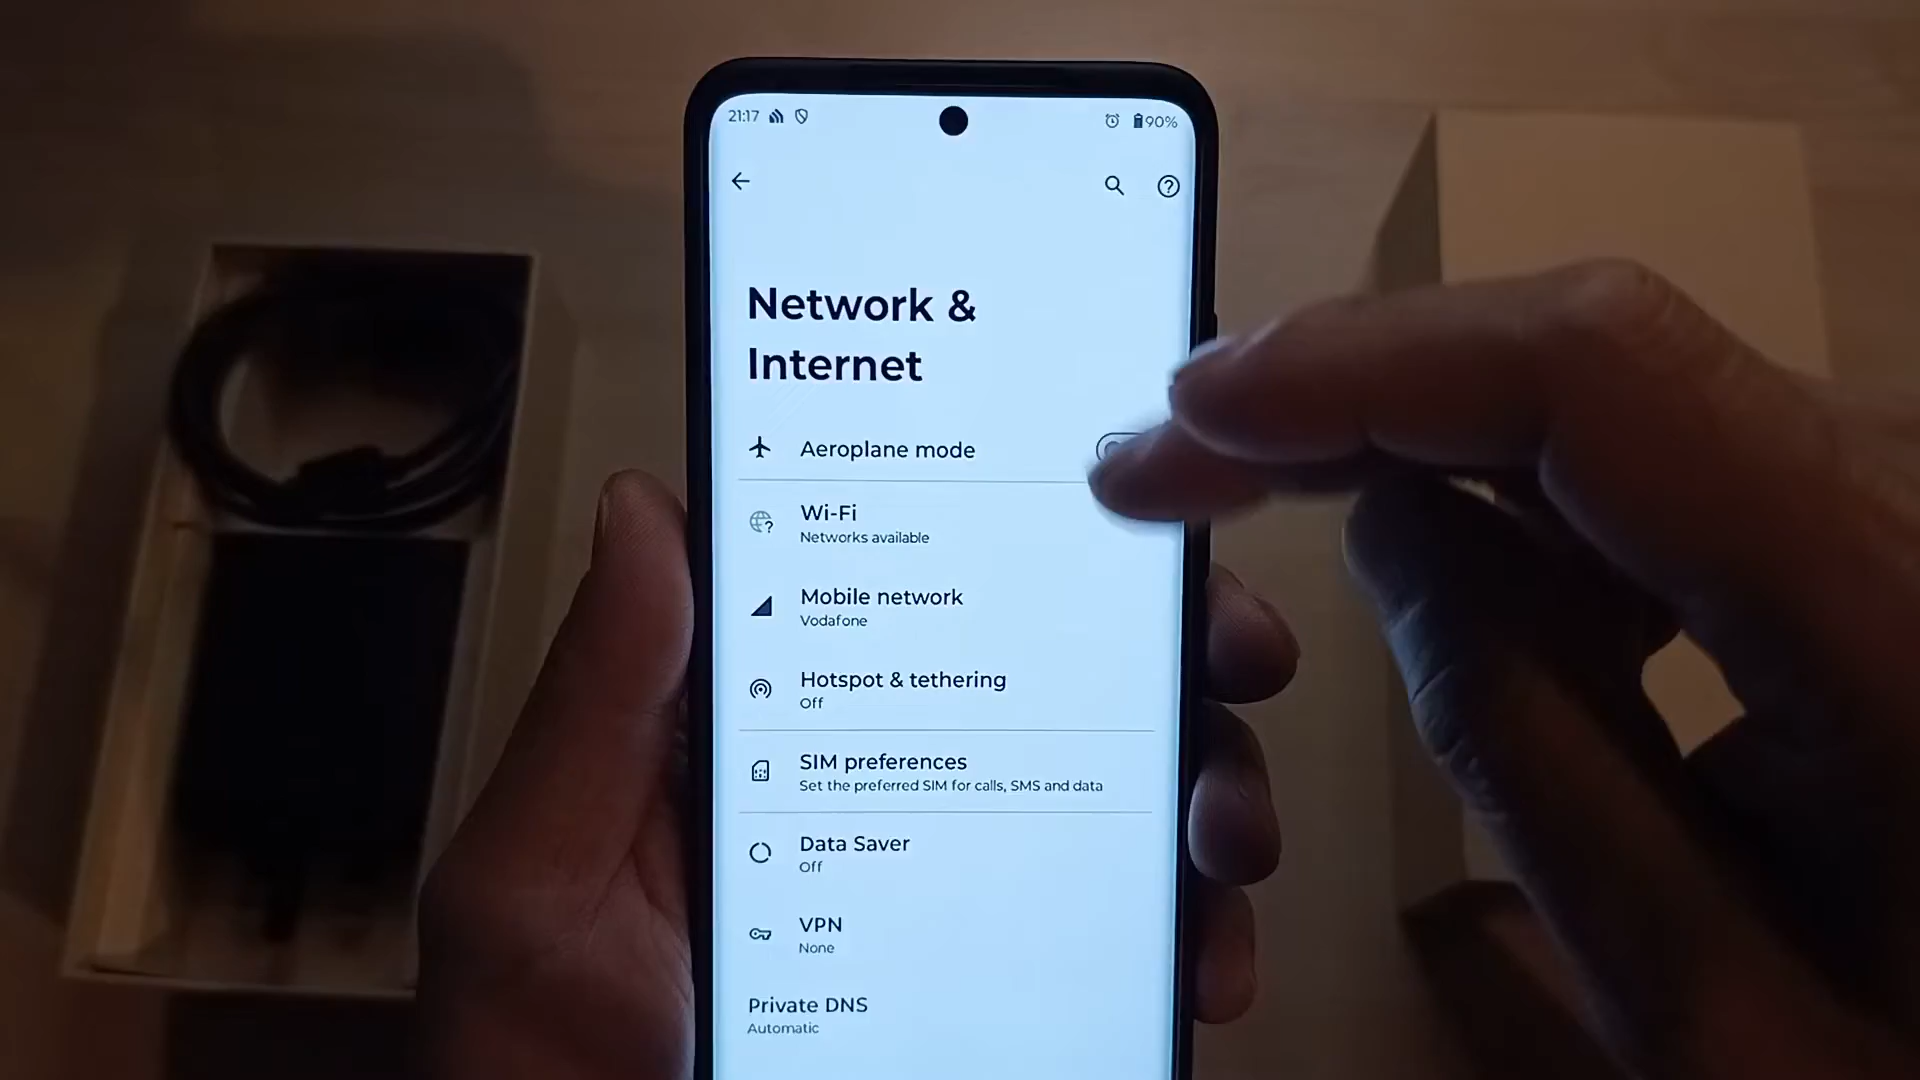 21:17
90%
Network &
Internet
Aeroplane mode
Wi-Fi
Networks available
Mobile network
Vodafone
Hotspot & tethering
Off
SIM preferences
Set the preferred SIM for calls, SMS and data
Data Saver
Off
VPN
None
Private DNS
Automatic